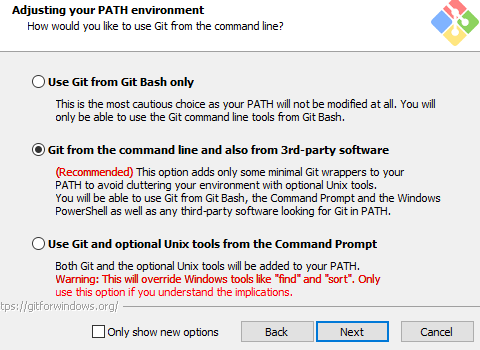 Adjusting your PATH environment
How would you like to use Git from the command line?
Use Git from Git Bash only
This is the most cautious choice as your PATH will not be modified at all. You will
only be able to use the Git command line tools from Git Bash.
Git from the command line and also from 3rd-party software
(Recommended) This option adds only some minimal Git wrappers to your
PATH to avoid cluttering your environment with optional Unix tools.
You will be able to use Git from Git Bash, the Command Prompt and the Windows
PowerShell as well as any third-party software looking for Git in PATH.
Use Git and optional Unix tools from the Command Prompt
Both Git and the optional Unix tools will be added to your PATH.
Warning: This will override Windows tools like "find" and "sort". Only
use this option if you understand the implications.
tps://gitforwindows.org/
Only show new options
Back
Next
Cancel